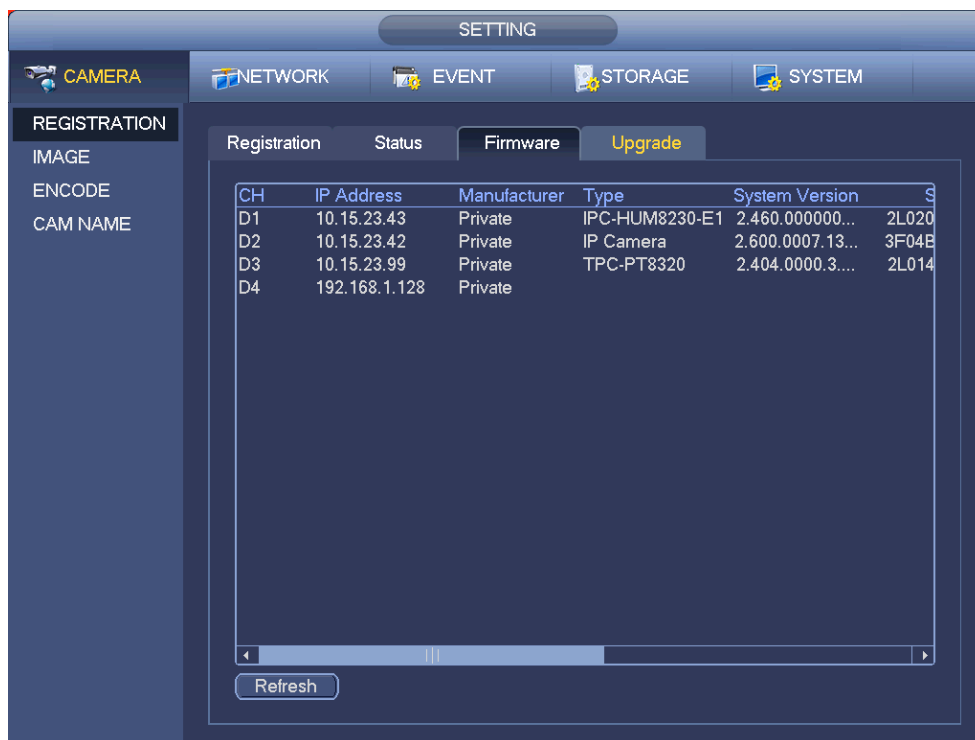 SETTING
CAMERA NETWORK EVENT STORAGE SYSTEM
REGISTRATION
IMAGE
ENCODE
CAM NAME
Registration Status Firmware Upgrade
CH IP Address Manufacturer Type System Version S
D1 10.15.23.43 Private IPC-HUM8230-E1 2.460.000000... 2L020
D2 10.15.23.42 Private IP Camera 2.600.0007.13... 3F04B
D3 10.15.23.99 Private TPC-PT8320 2.404.0000.3.... 2L014
D4 192.168.1.128 Private
Refresh